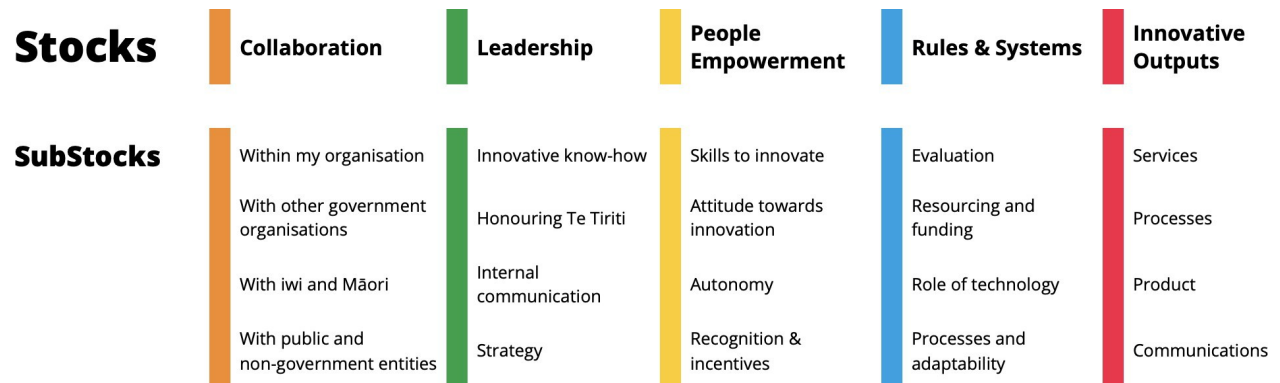 Stocks
Collaboration
Leadership
People
Empowerment
Rules & Systems
Innovative
Outputs
SubStocks
Within my organisation
With other government
organisations
With iwi and Māori
With public and
non-government entities
Innovative know-how
Honouring Te Tiriti
Internal
communication
Strategy
Skills to innovate
Attitude towards
innovation
Autonomy
Recognition &
incentives
Evaluation
Resourcing and
funding
Role of technology
Processes and
adaptability
Services
Processes
Product
Communications